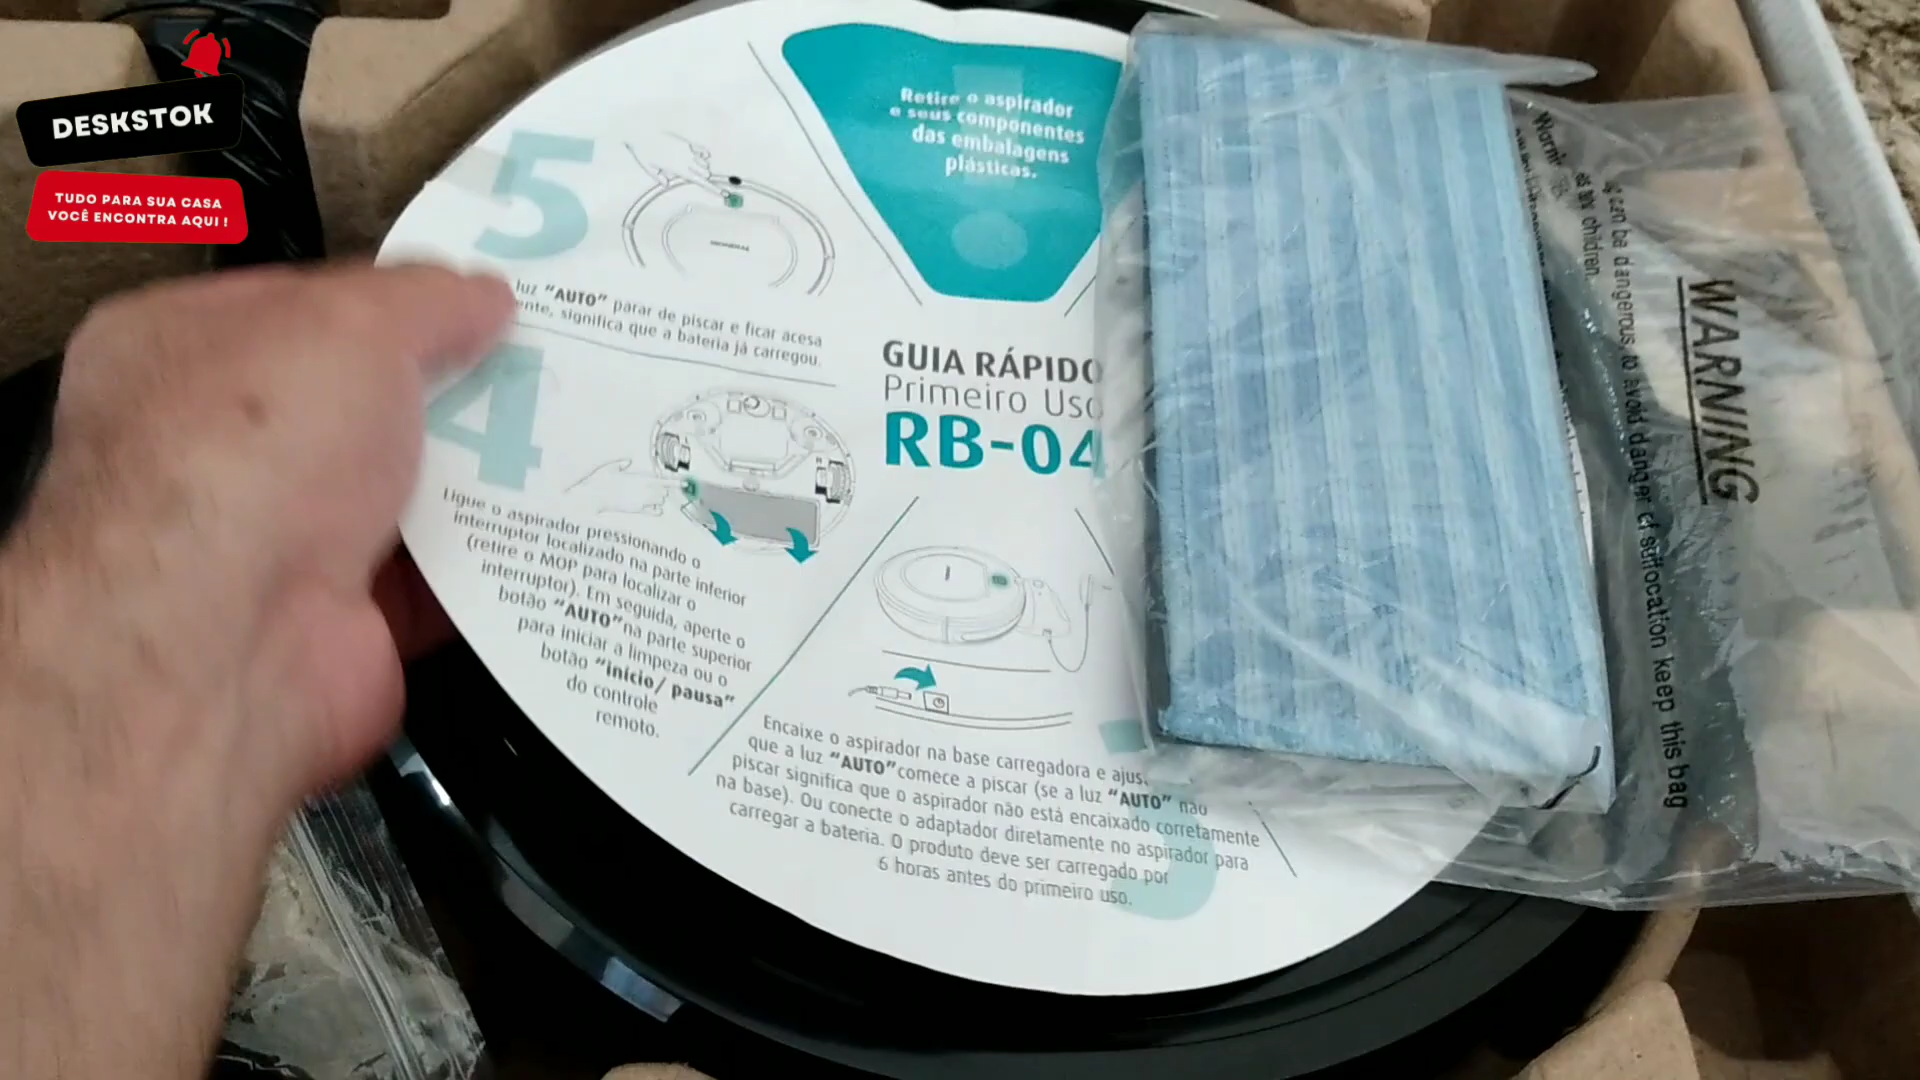 DESKSTOK
TUDO PARA SUA CASA
VOCÊ ENCONTRA AQUI !
Retire o aspirador
e seus componentes
das embalagens
plásticas.
5
luz "AUTO" parar de piscar e ficar acesa
significa que a bateria já carregou.
GUIA RÁPIDO
Primeiro Uso
RB-04
4
Ligue o aspirador pressionando o
interruptor localizado na parte inferior
(retire o MOP para localizar o
interruptor). Em seguida, aperte o
botão "AUTO" na parte superior
para iniciar a limpeza ou o
botão "início/ pausa"
do controle
remoto.
Encaixe o aspirador na base carregadora e
que a luz "AUTO" comece a piscar (se a luz "AUTO" não
piscar significa que o aspirador não está encaixado corretamente
na base). Ou conecte o adaptador diretamente no aspirador para
carregar a bateria. O produto deve ser carregado por
6 horas antes do primeiro uso.
WARNING
can be dangerous to avoid danger of suffocation keep this bag
children.